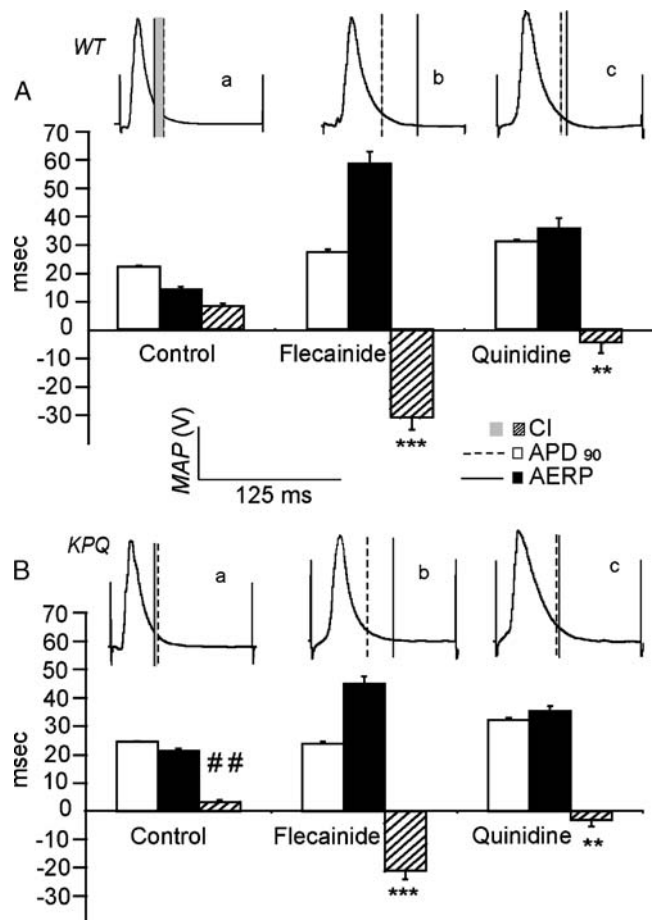 WT
a
b
c
A
70
60
50
40
30
20
10
0
-10
-20
-30
msec
Control
Flecainide
Quinidine
***
**
MAP (V)
125 ms
CI
APD 90
AERP
KPQ
B
a
b
c
70
60
50
40
30
20
10
0
-10
-20
-30
msec
##
Control
Flecainide
Quinidine
***
**